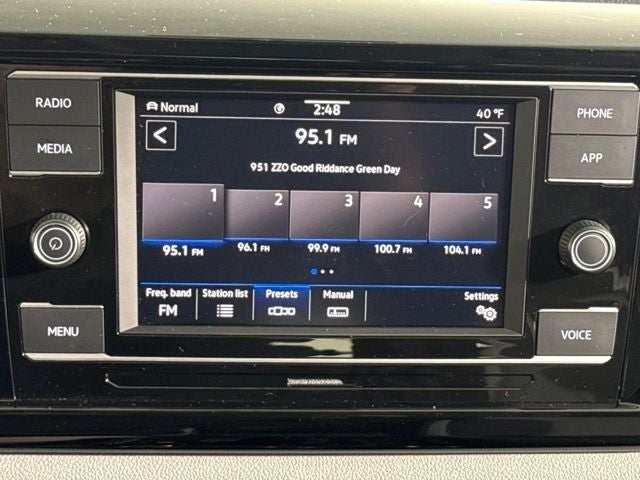 RADIO
MEDIA
MENU
PHONE
APP
VOICE
Normal
2:48
40 °F
95.1 FM
951 ZZO Good Riddance Green Day
1
2
3
4
5
95.1 FM
96.1 FM
99.9 FM
100.7 FM
104.1 FM
Freq. band
FM
Station list
Presets
Manual
Settings